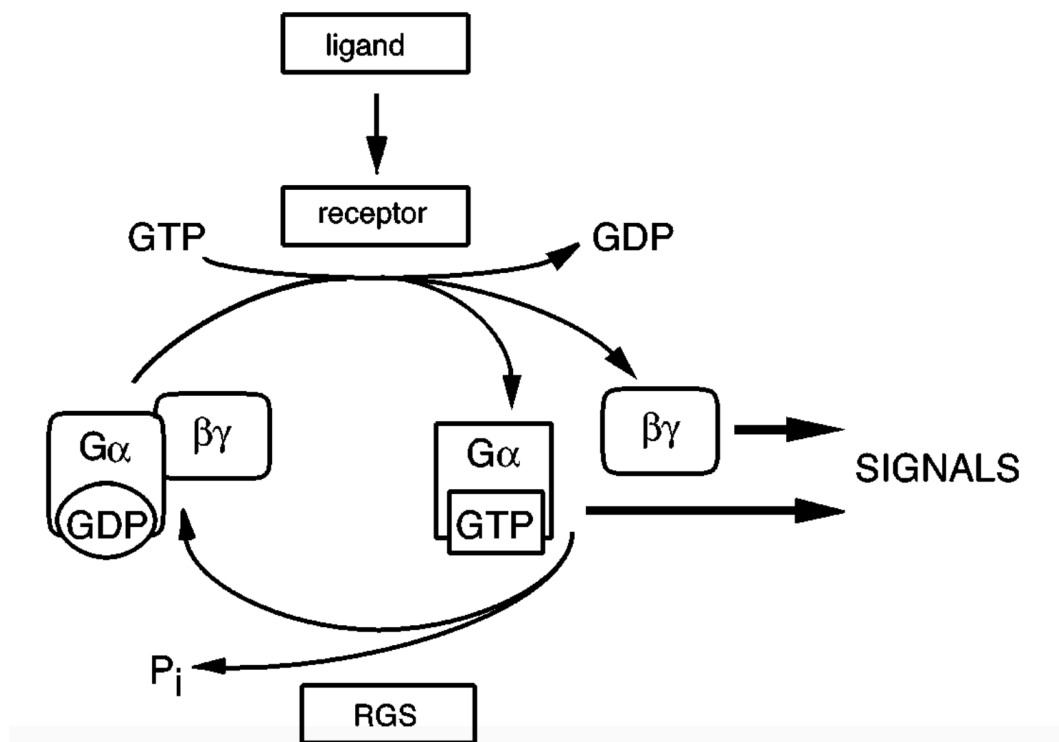 ligand
receptor
GTP
GDP
Gα
βγ
GDP
Gα
GTP
βγ
SIGNALS
Pi
RGS